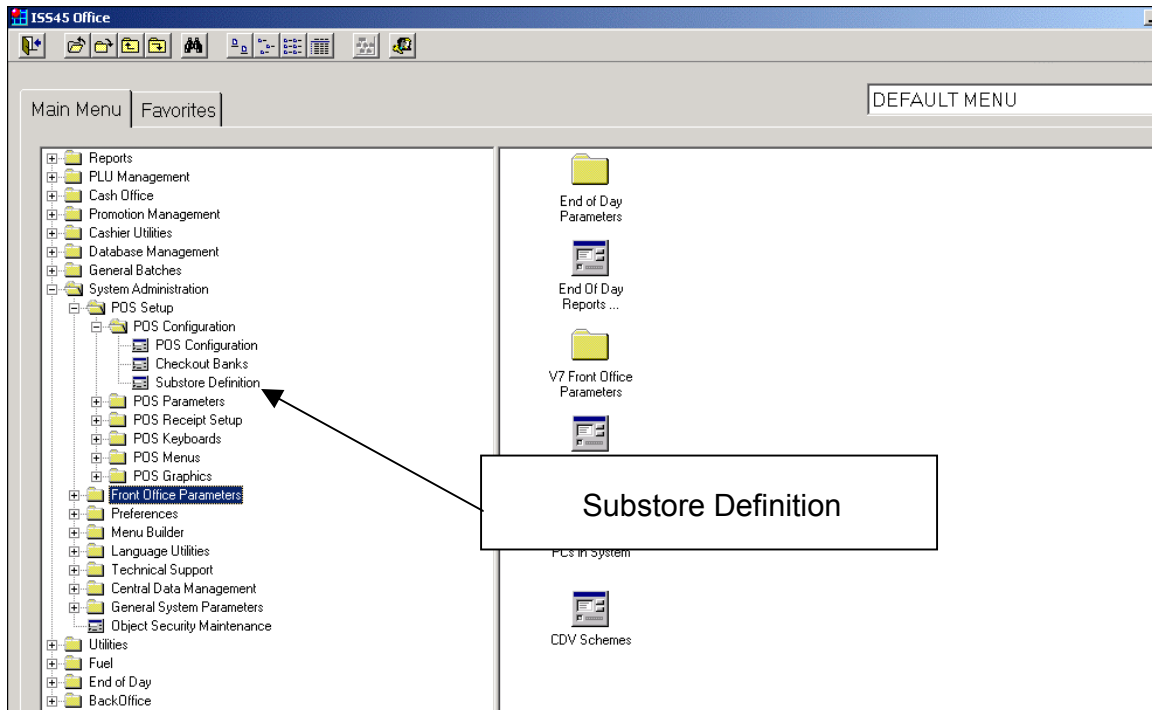 ISS45 Office
Main Menu
Favorites
DEFAULT MENU
Reports
PLU Management
Cash Office
Promotion Management
Cashier Utilities
Database Management
General Batches
System Administration
POS Setup
POS Configuration
POS Configuration
Checkout Banks
Substore Definition
POS Parameters
POS Receipt Setup
POS Keyboards
POS Menus
POS Graphics
Front Office Parameters
Preferences
Menu Builder
Language Utilities
Technical Support
Central Data Management
General System Parameters
Object Security Maintenance
Utilities
Fuel
End of Day
BackOffice
End of Day
Parameters
End Of Day
Reports ...
V7 Front Office
Parameters
Substore Definition
PCs in System
CDV Schemes